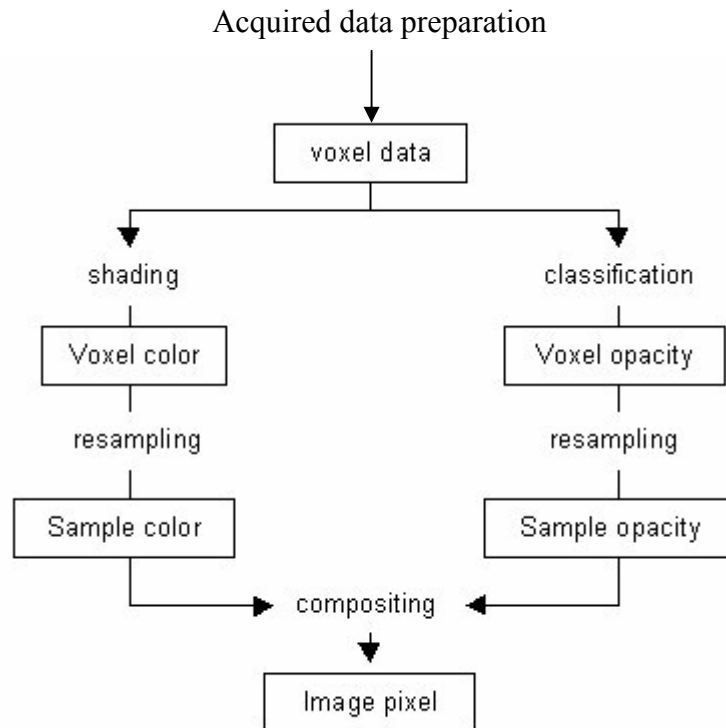 Acquired data preparation
voxel data
shading
classification
Voxel color
Voxel opacity
resampling
resampling
Sample color
Sample opacity
compositing
Image pixel